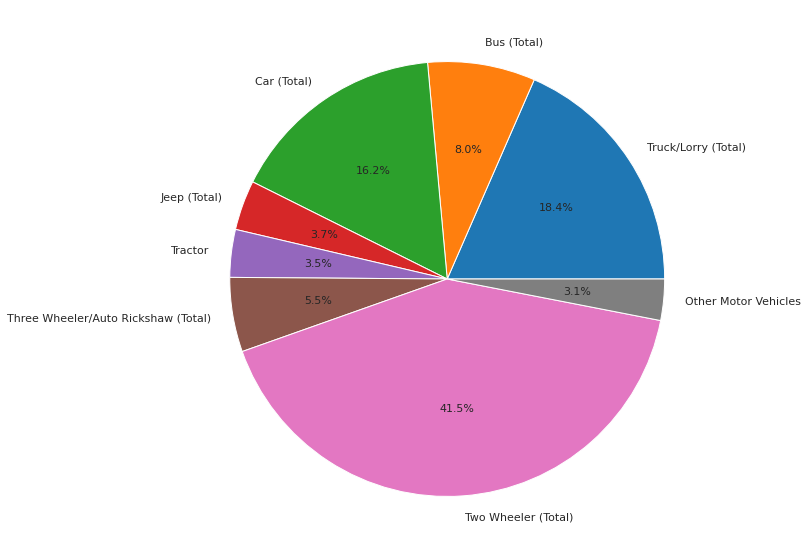 Bus (Total)
Car (Total)
Truck/Lorry (Total)
8.0%
16.2%
Jeep (Total)
18.4%
3.7%
Tractor
3.5%
3.1%
Other Motor Vehicles
5.5%
Three Wheeler/Auto Rickshaw (Total)
41.5%
Two Wheeler (Total)